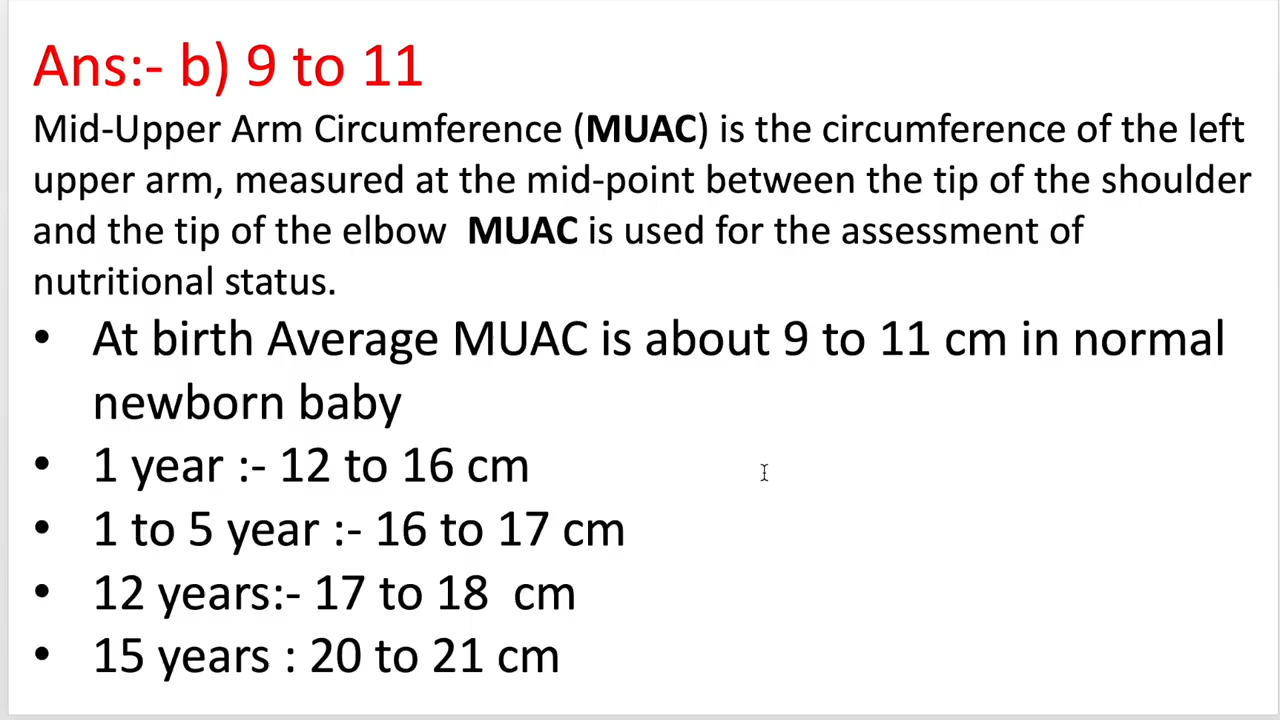 Ans:- b) 9 to 11
Mid-Upper Arm Circumference (MUAC) is the circumference of the left
upper arm, measured at the mid-point between the tip of the shoulder
and the tip of the elbow  MUAC is used for the assessment of
nutritional status.
• At birth Average MUAC is about 9 to 11 cm in normal
newborn baby
• 1 year :- 12 to 16 cm
• 1 to 5 year :- 16 to 17 cm
• 12 years:- 17 to 18  cm
• 15 years : 20 to 21 cm